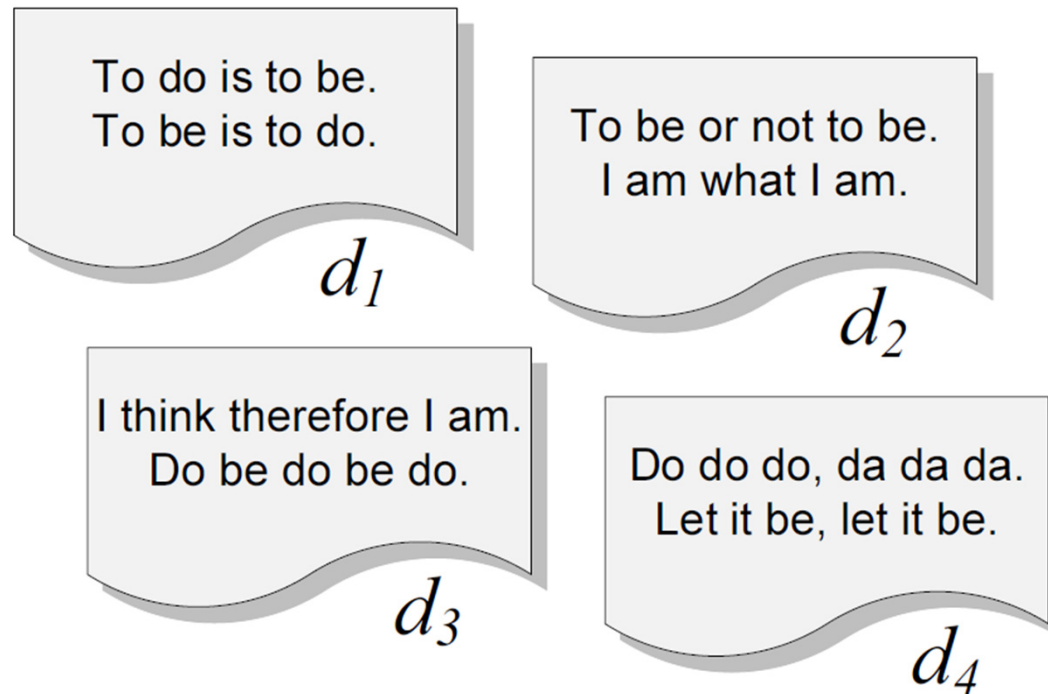 To do is to be.
To be is to do.
d1
To be or not to be.
I am what I am.
d2
I think therefore I am.
Do be do be do.
d3
Do do do, da da da.
Let it be, let it be.
d4